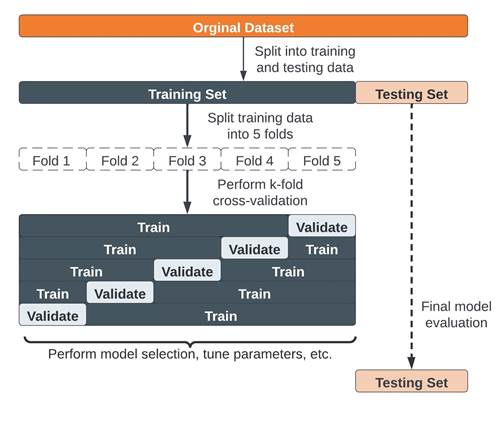 Orginal Dataset
Split into training
and testing data
Training Set
Testing Set
Split training data
into 5 folds
Fold 1
Fold 2
Fold 3
Fold 4
Fold 5
Perform k-fold
cross-validation
Train
Validate
Train
Validate
Train
Train
Validate
Train
Train
Validate
Train
Validate
Train
Final model
evaluation
Perform model selection, tune parameters, etc.
Testing Set